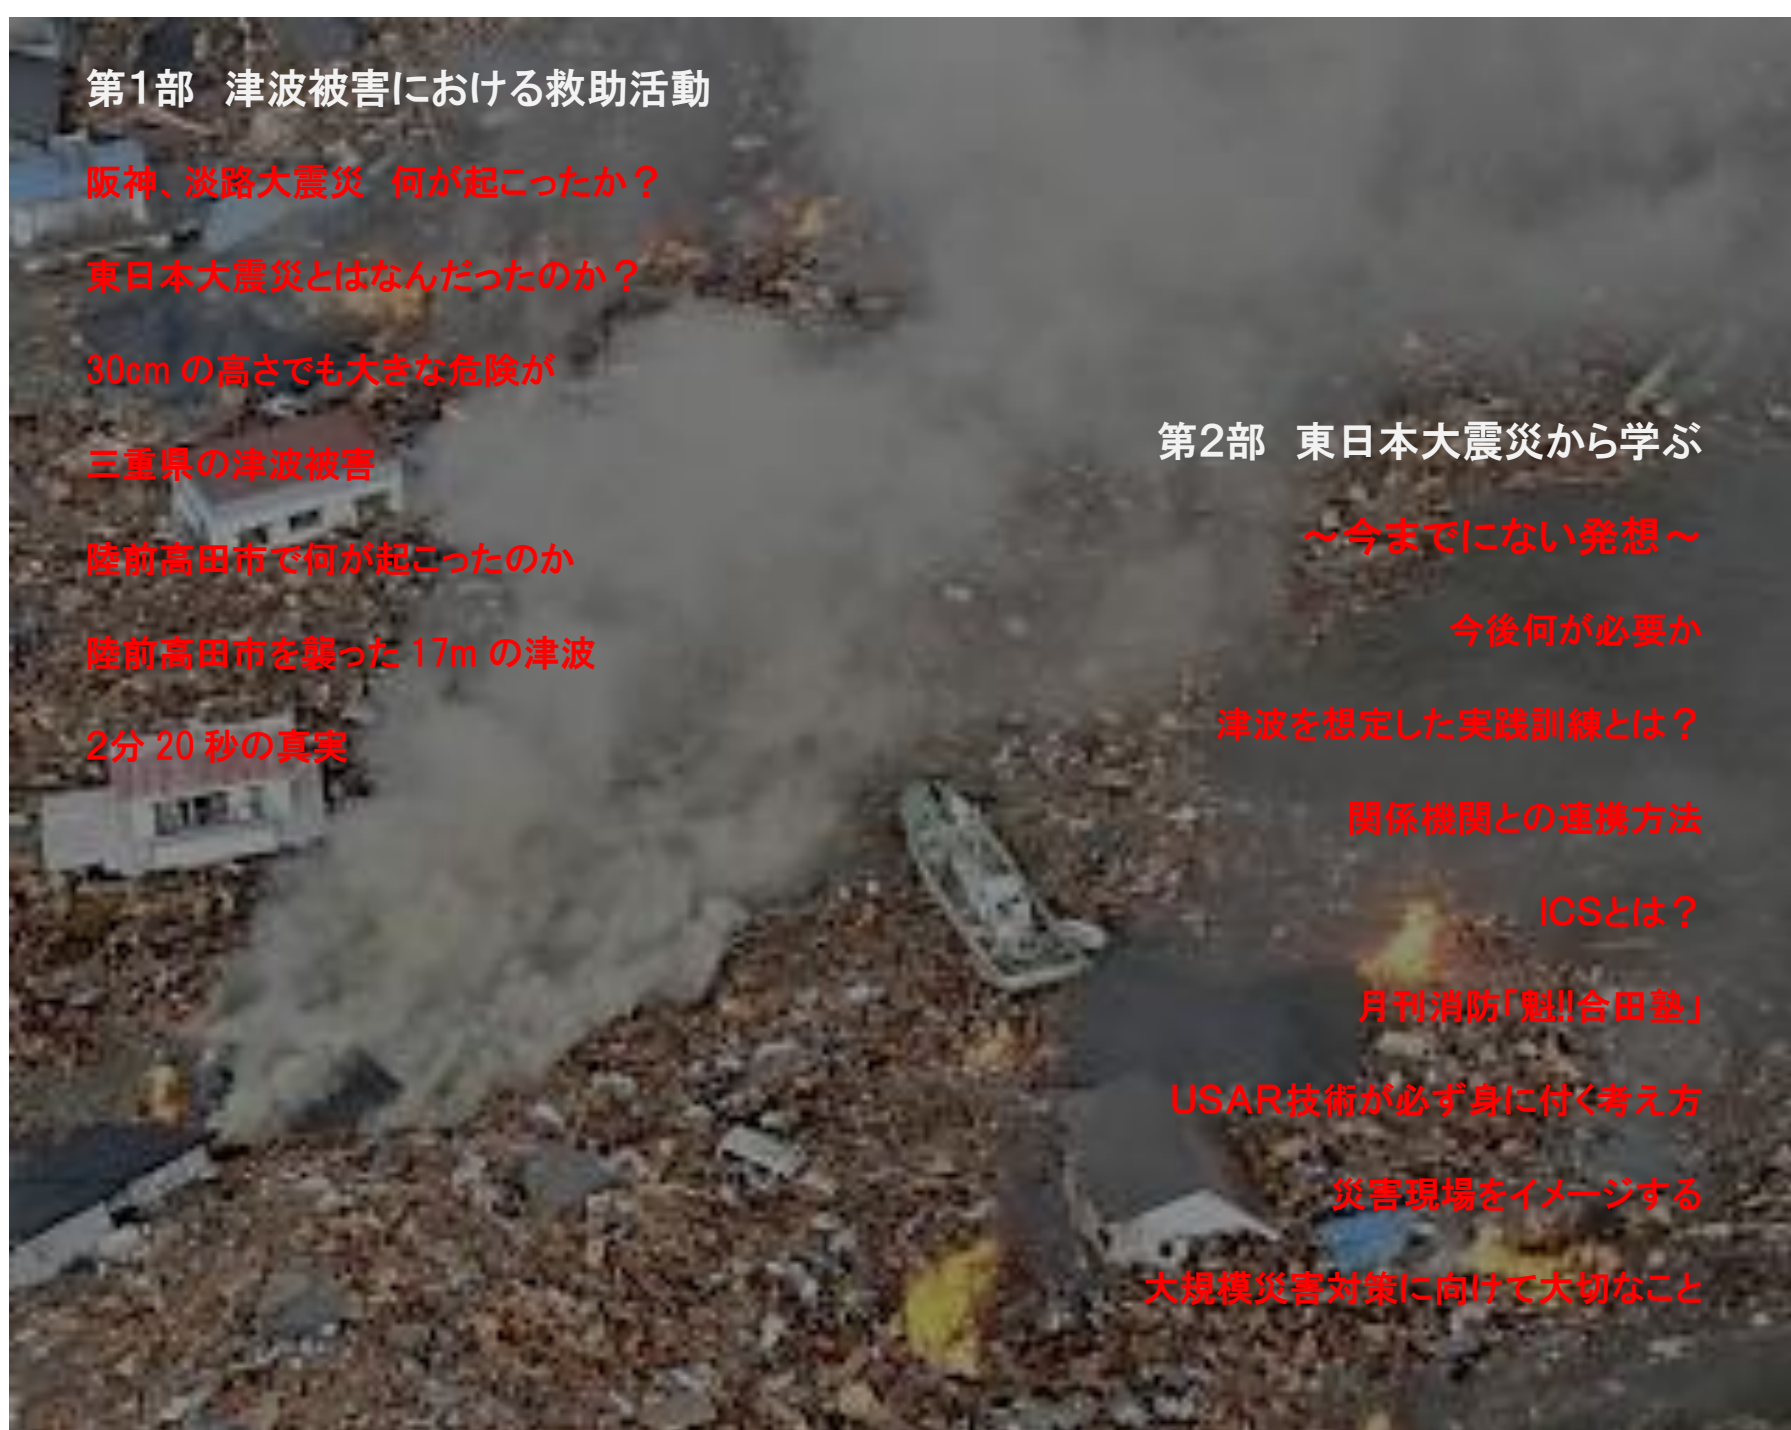 第1部　津波被害における救助活動
阪神、淡路大震災　何が起こったか？
東日本大震災とはなんだったのか？
30cm の高さでも大きな危険が
三重県の津波被害
陸前高田市で何が起こったのか
陸前高田市を襲った 17m の津波
2分 20 秒の真実
第2部　東日本大震災から学ぶ
～今までにない発想～
今後何が必要か
津波を想定した実践訓練とは？
関係機関との連携方法
ICSとは？
月刊消防「魁!!合田塾」
USAR技術が必ず身に付く考え方
災害現場をイメージする
大規模災害対策に向けて大切なこと